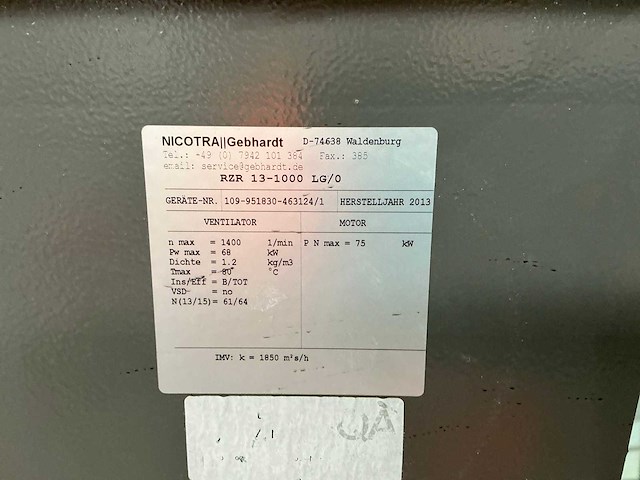 NICOTRA||Gebhardt D-74638 Waldenburg
Tel.: -49 (0) 7942 101 384 Fax.: 385
email: service@gebhardt.de
RZR 13-1000 LG/0
GERÄTE-NR. 109-951830-463124/1 HERSTELLJAHR 2013
VENTILATOR MOTOR
n max = 1400 1/min P N max = 75 kW
Pw max = 68 kW
Dichte = 1.2 kg/m3
Tmax = 80 °C
Ins/Eff = B/TOT
VSD = no
N(13/15)= 61/64
IMV: k = 1850 m²s/h